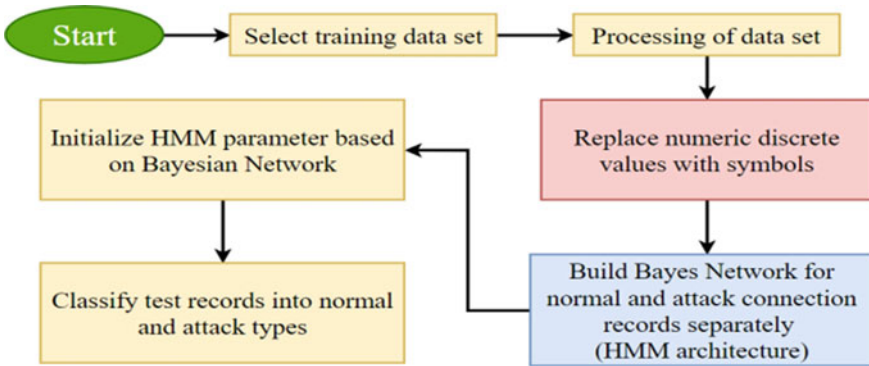 Start
Select training data set
Processing of data set
Replace numeric discrete
values with symbols
Build Bayes Network for
normal and attack connection
records separately
(HMM architecture)
Initialize HMM parameter based
on Bayesian Network
Classify test records into normal
and attack types